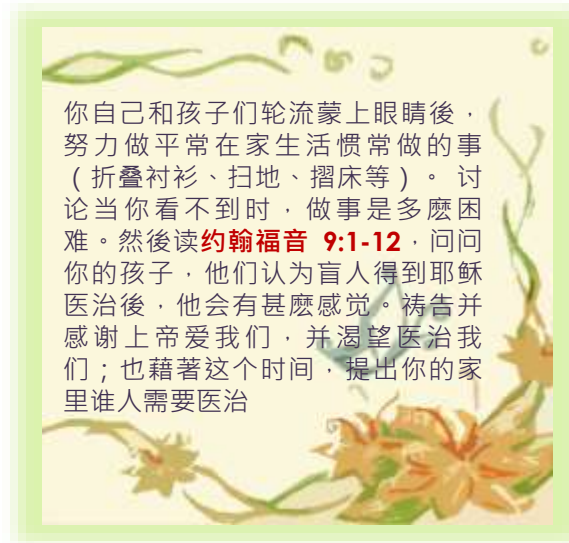 你自己和孩子们轮流蒙上眼睛後，
努力做平常在家生活惯常做的事
（折叠衬衫、扫地、摺床等）。 讨
论当你看不到时，做事是多麽困
难。然後读约翰福音 9:1-12，问问
你的孩子，他们认为盲人得到耶稣
医治後，他会有甚麽感觉。祷告并
感谢上帝爱我们，并渴望医治我
们；也藉著这个时间，提出你的家
里谁人需要医治